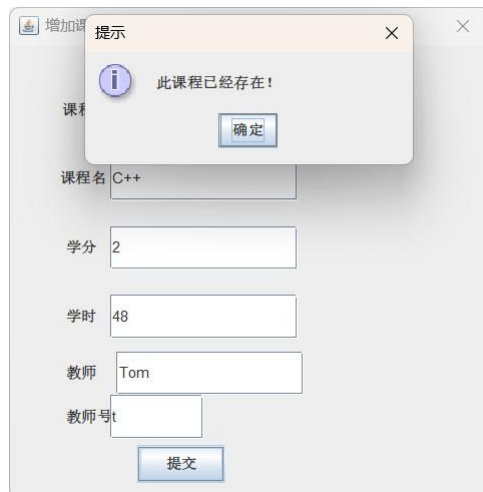 增加课
提示
此课程已经存在！
确定
课程
课程名 C++
学分 2
学时 48
教师 Tom
教师号 t
提交